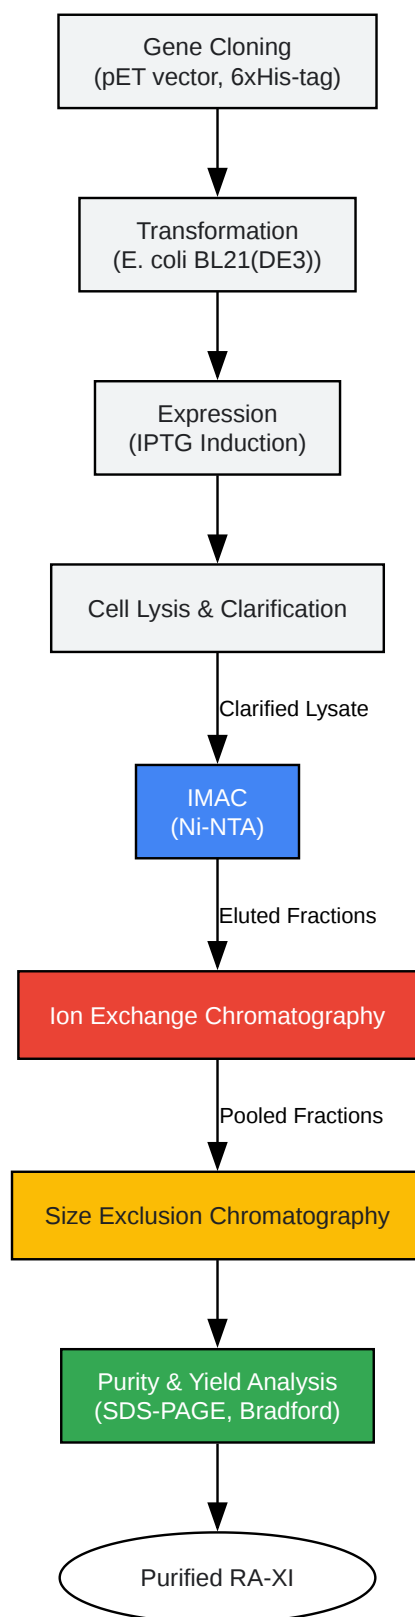 Gene Cloning
(pET vector, 6xHis-tag)
Transformation
(E. coli BL21(DE3))
Expression
(IPTG Induction)
Cell Lysis & Clarification
Clarified Lysate
IMAC
(Ni-NTA)
Eluted Fractions
Ion Exchange Chromatography
Pooled Fractions
Size Exclusion Chromatography
Purity & Yield Analysis
(SDS-PAGE, Bradford)
Purified RA-XI